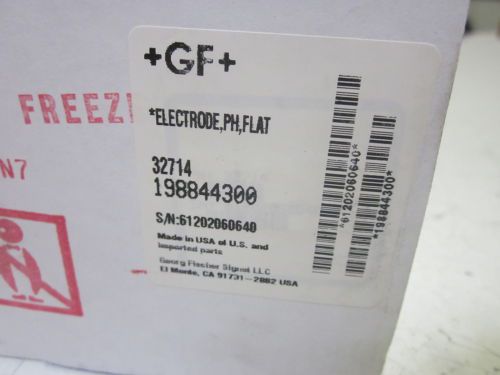 +GF+
FREEZ
*ELECTRODE,PH,FLAT
N7
32714
198844300
S/N:61202060640
Made in USA of U.S. and
imported parts
Georg Fischer Signet LLC
El Monte, CA 91731-2882 USA
*61202060640*
*198844300*